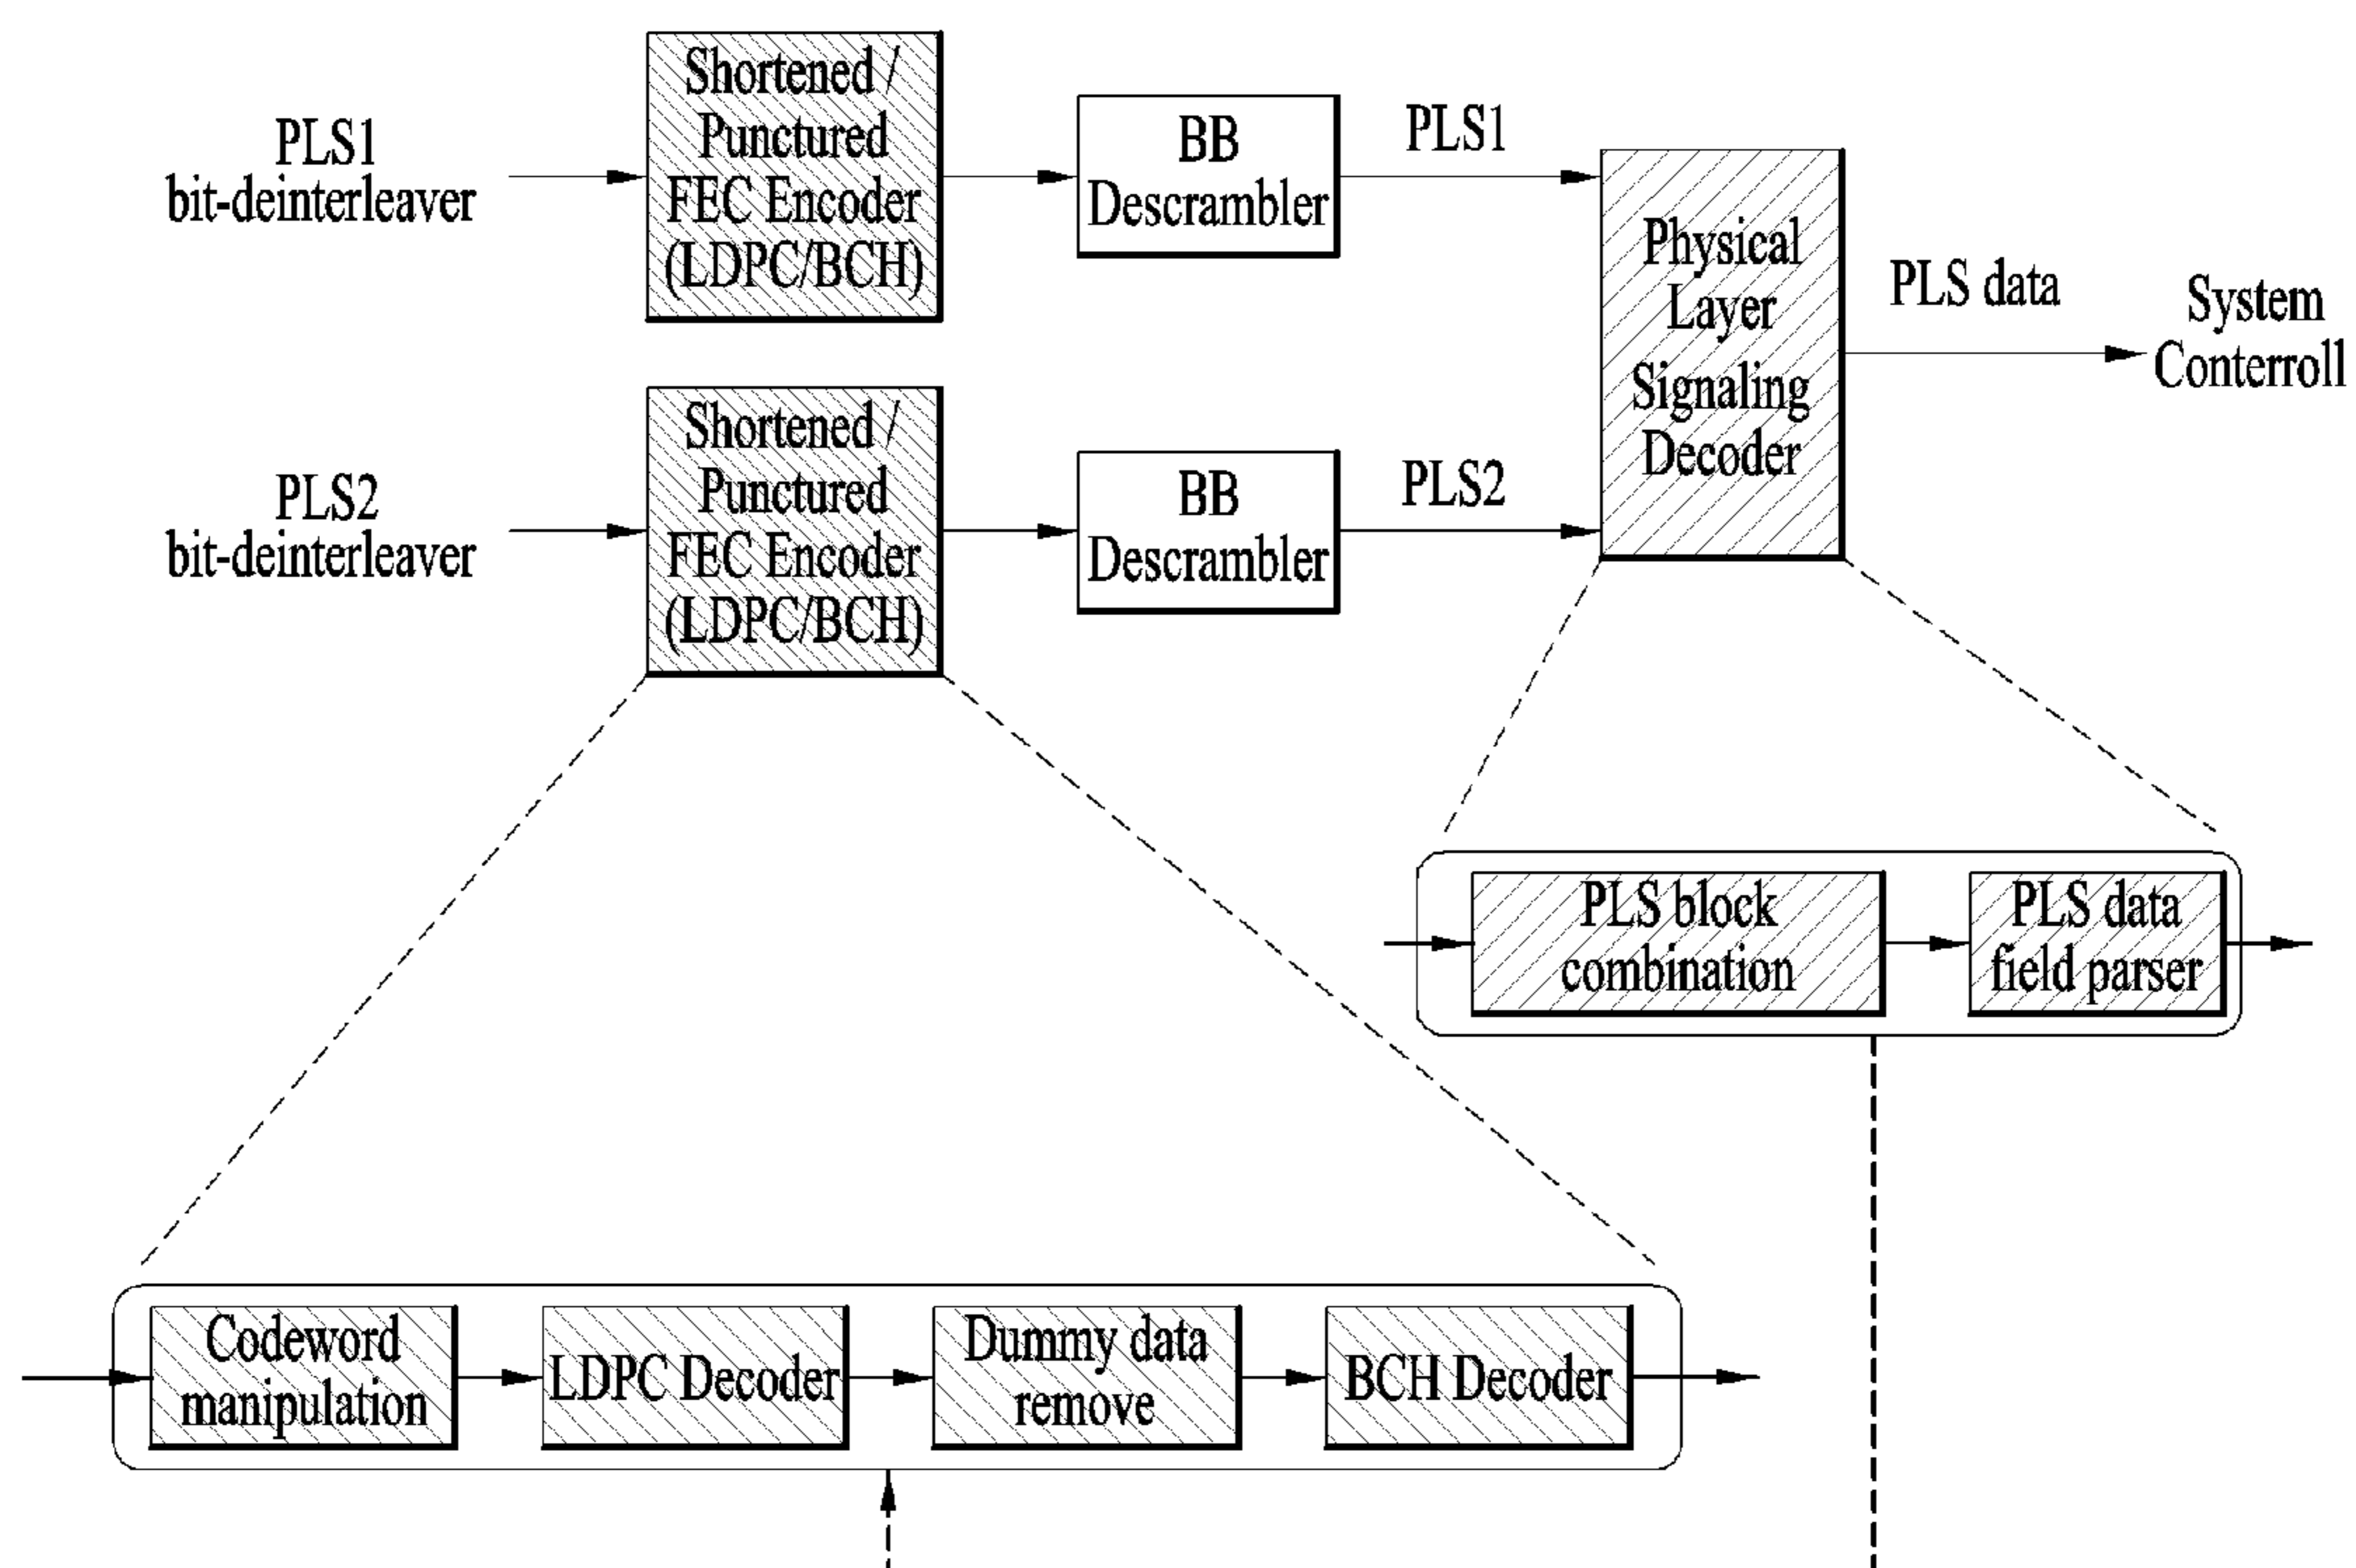 PLS1
bit-deinterleaver
Shortened /
Punctured
FEC Encoder
(LDPC/BCH)
BB
Descrambler
PLS1
Physical
Layer
Signaling
Decoder
PLS data
System
Conterroll
PLS2
bit-deinterleaver
Shortened /
Punctured
FEC Encoder
(LDPC/BCH)
BB
Descrambler
PLS2
PLS block
combination
PLS data
field parser
Codeword
manipulation
LDPC Decoder
Dummy data
remove
BCH Decoder